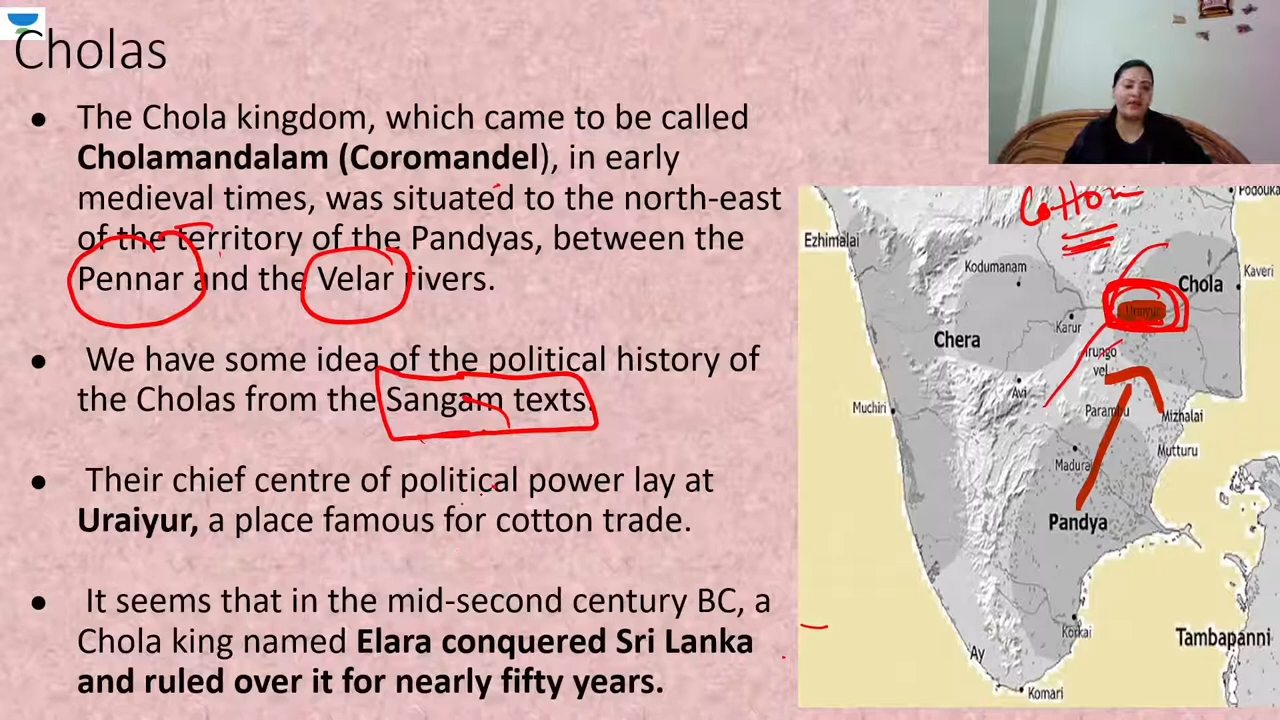 Cholas
● The Chola kingdom, which came to be called
Cholamandalam (Coromandel), in early
medieval times, was situated to the north-east
of the territory of the Pandyas, between the
Pennar and the Velar rivers.
● We have some idea of the political history of
the Cholas from the Sangam texts.
● Their chief centre of political power lay at
Uraiyur, a place famous for cotton trade.
● It seems that in the mid-second century BC, a
Chola king named Elara conquered Sri Lanka
and ruled over it for nearly fifty years.
Cotton
Podouka
Ezhimalai
Kodumanam
Chola
Kaveri
Uraiyur
Karur
Chera
Irungo
vel
Avi
Muchiri
Parambu
Mizhalai
Madurai
Mutturu
Pandya
Korkai
Tambapanni
Ay
Komari